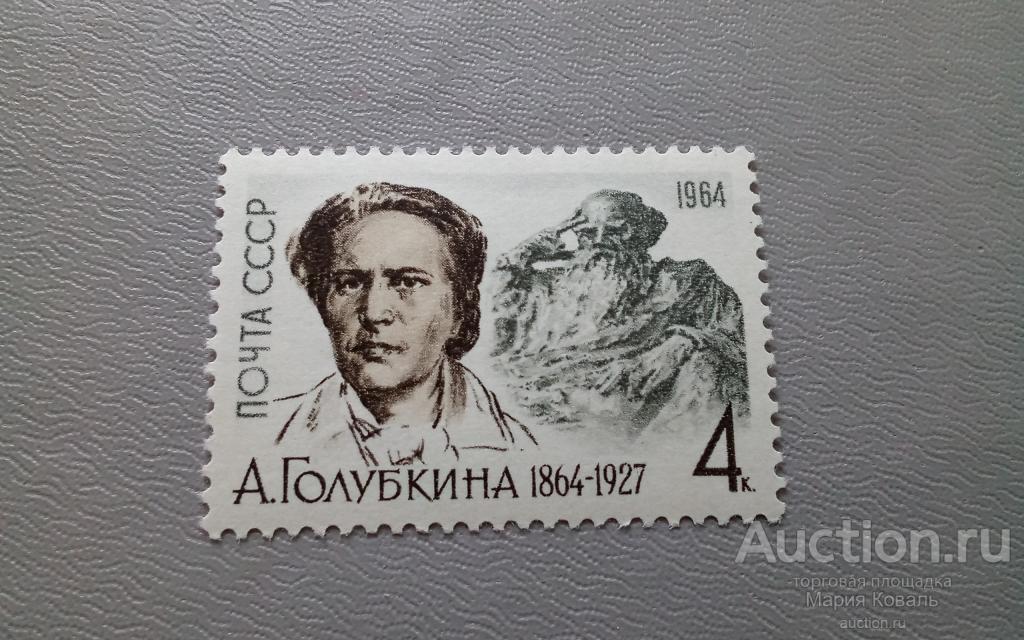 1964
ПОЧТА СССР
А. ГОЛУБКИНА 1864-1927
4 к.
Auction.ru
торговая площадка
Мария Коваль
auction.ru